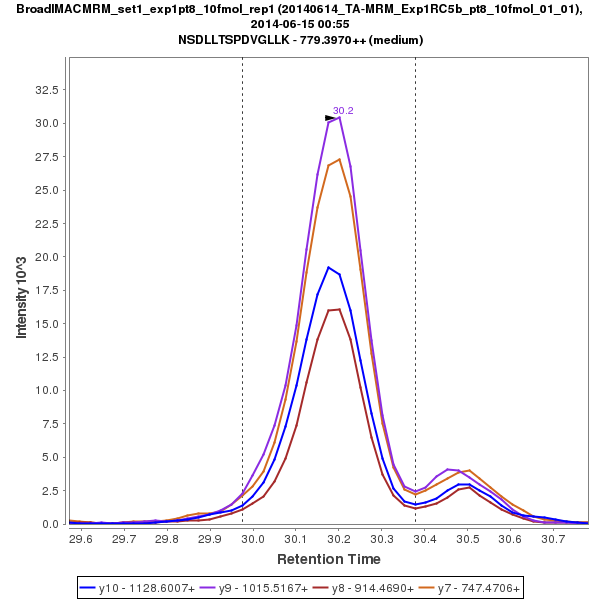 BroadIMACMRM_set1_exp1pt8_10fmol_rep1 (20140614_TA-MRM_Exp1RC5b_pt8_10fmol_01_01),
2014-06-15 00:55
NSDLLTSPDVGLLK - 779.3970++ (medium)
30.2
Intensity 10^3
32.5
30.0
27.5
25.0
22.5
20.0
17.5
15.0
12.5
10.0
7.5
5.0
2.5
0.0
29.6 29.7 29.8 29.9 30.0 30.1 30.2 30.3 30.4 30.5 30.6 30.7
Retention Time
y10 - 1128.6007+ y9 - 1015.5167+ y8 - 914.4690+ y7 - 747.4706+